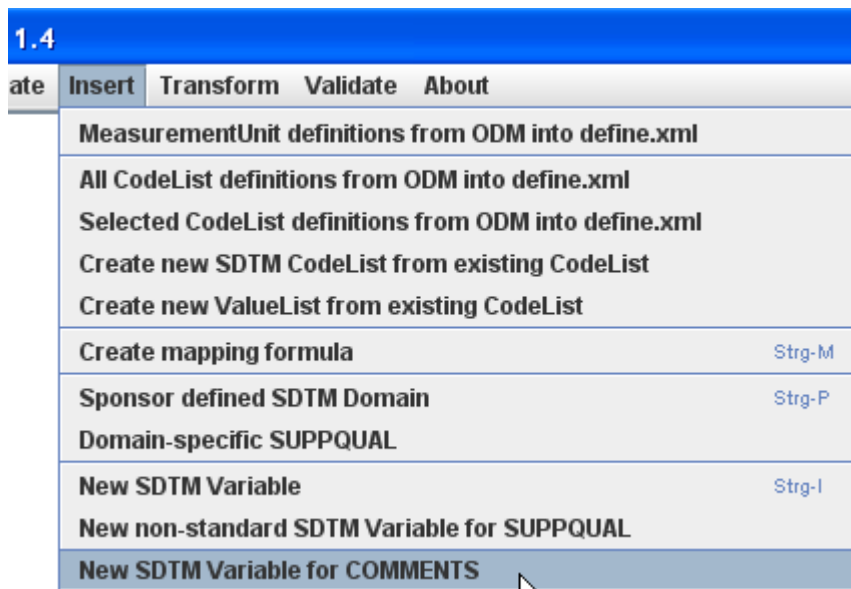 1.4
ate Insert Transform Validate About
MeasurementUnit definitions from ODM into define.xml
All CodeList definitions from ODM into define.xml
Selected CodeList definitions from ODM into define.xml
Create new SDTM CodeList from existing CodeList
Create new ValueList from existing CodeList
Create mapping formula Strg-M
Sponsor defined SDTM Domain Strg-P
Domain-specific SUPPQUAL
New SDTM Variable Strg-I
New non-standard SDTM Variable for SUPPQUAL
New SDTM Variable for COMMENTS